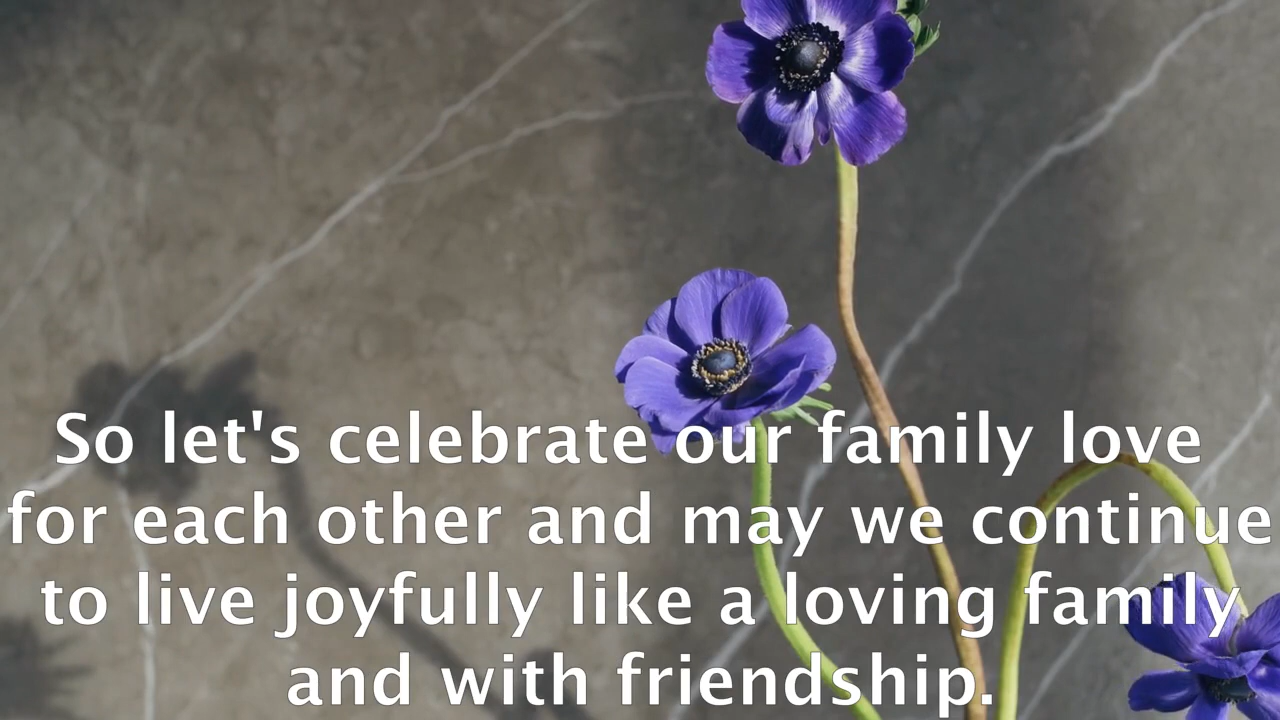 So let's celebrate our family love
for each other and may we continue
to live joyfully like a loving family
and with friendship.